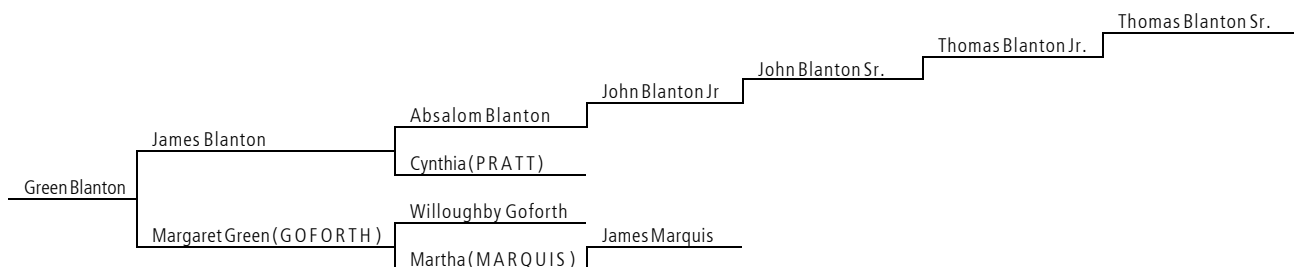 Thomas Blanton Sr.
Thomas Blanton Jr.
John Blanton Sr.
John Blanton Jr
Absalom Blanton
James Blanton
Cynthia (PRATT)
Green Blanton
Willoughby Goforth
Margaret Green (GOFORTH)
James Marquis
Martha (MARQUIS)